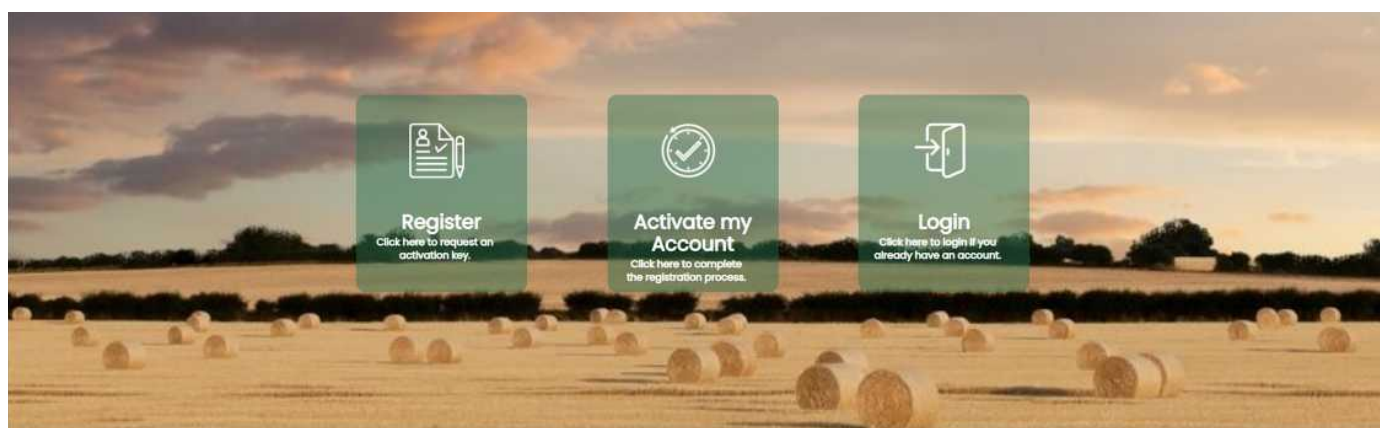 Register
Click here to request an
activation key.
Activate my
Account
Click here to complete
the registration process.
Login
Click here to login if you
already have an account.